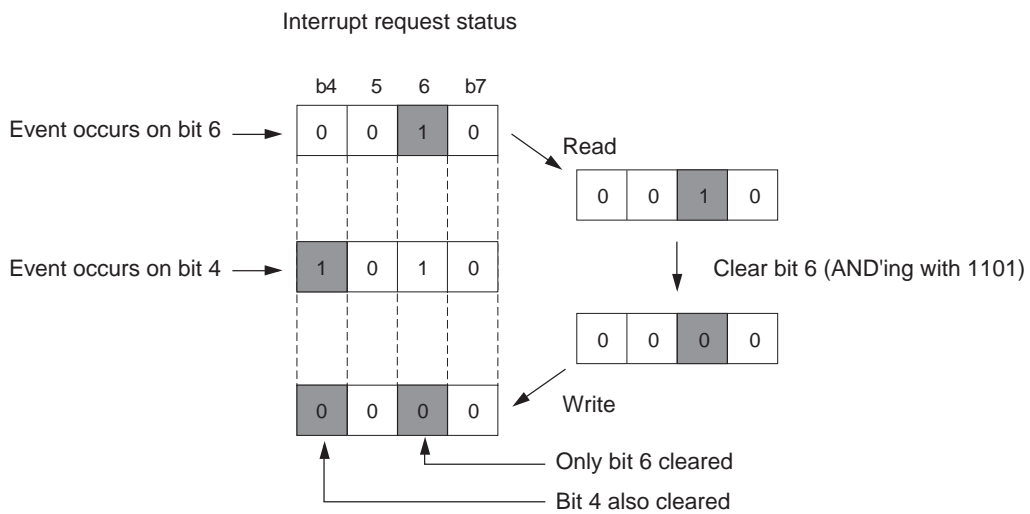 Interrupt request status
b4 5 6 b7
Event occurs on bit 6
0 0 1 0
Read
0 0 1 0
Event occurs on bit 4
1 0 1 0
Clear bit 6 (AND'ing with 1101)
0 0 0 0
0 0 0 0
Write
Only bit 6 cleared
Bit 4 also cleared